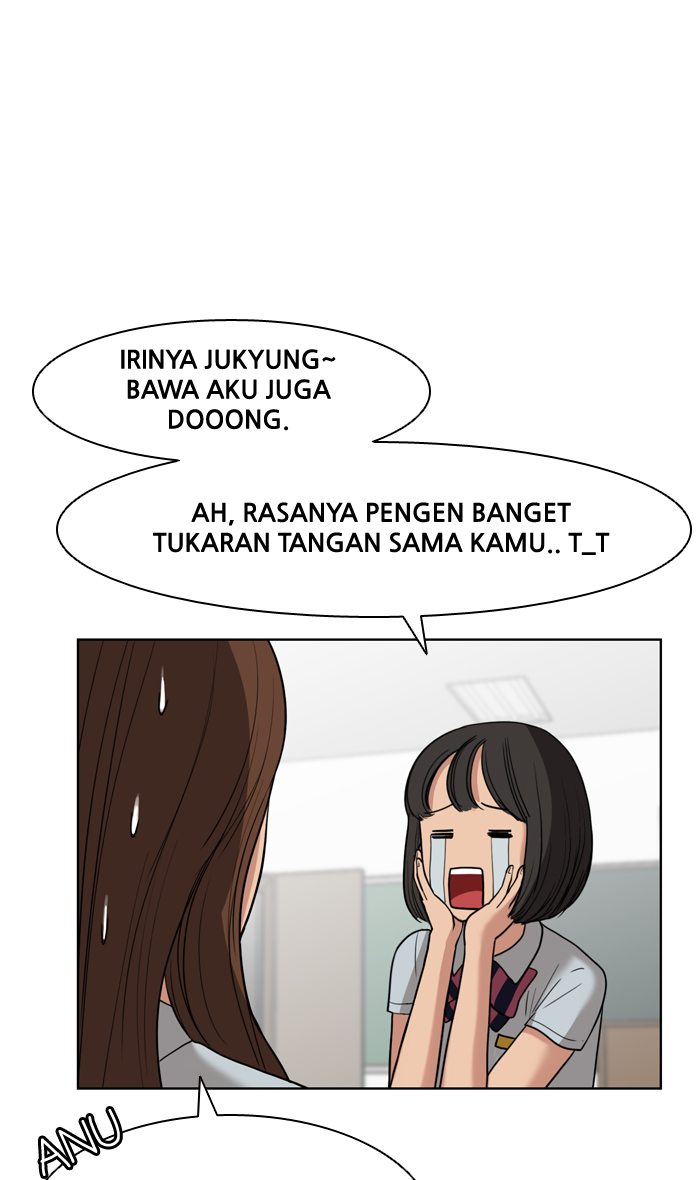 IRINYA JUKYUNG~
BAWA AKU JUGA
DOOONG.
AH, RASANYA PENGEN BANGET
TUKARAN TANGAN SAMA KAMU.. T_T
ANU